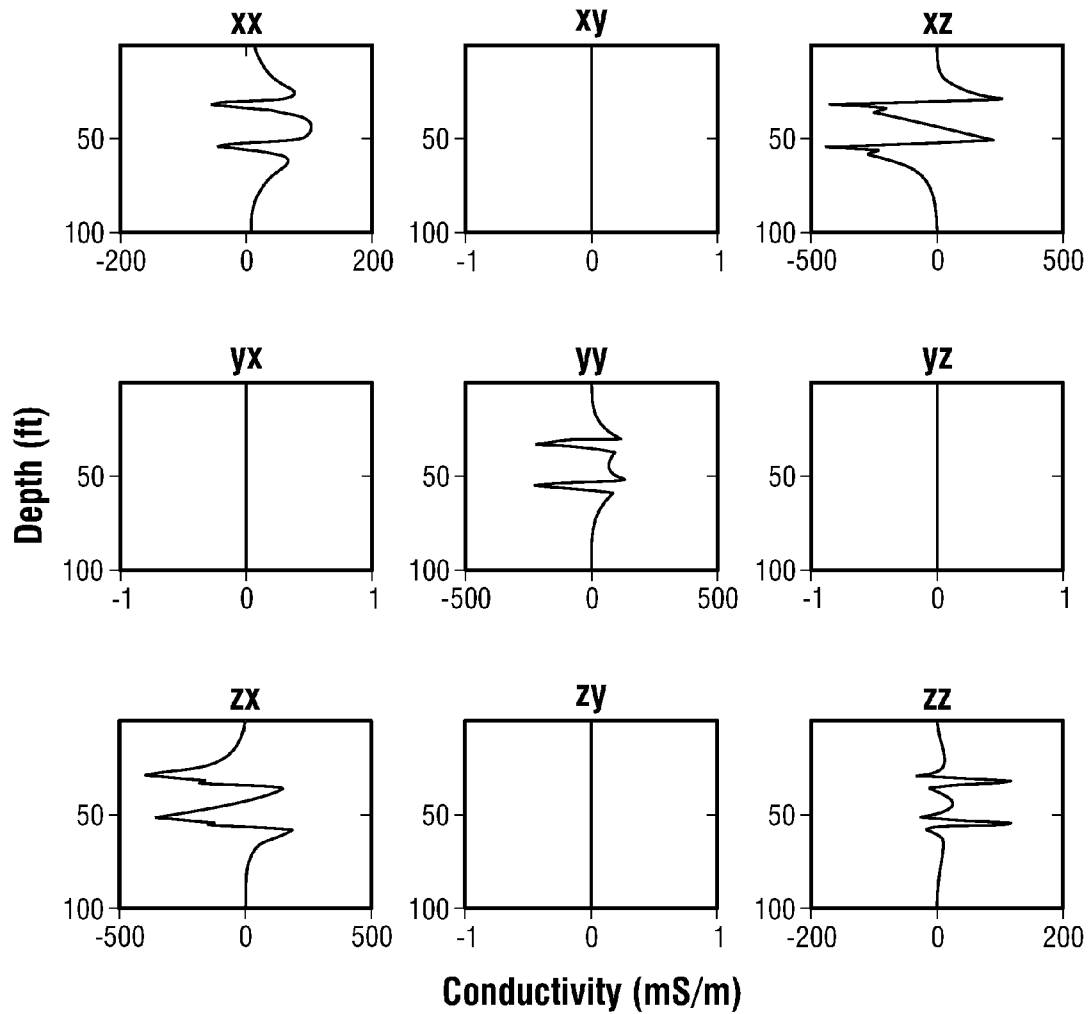 xx xy xz
50 50 50
100 100 100
-200 0 200 -1 0 1 -500 0 500
yx yy yz
Depth (ft)
50 50 50
100 100 100
-1 0 1 -500 0 500 -1 0 1
zx zy zz
50 50 50
100 100 100
-500 0 500 -1 0 1 -200 0 200
Conductivity (mS/m)